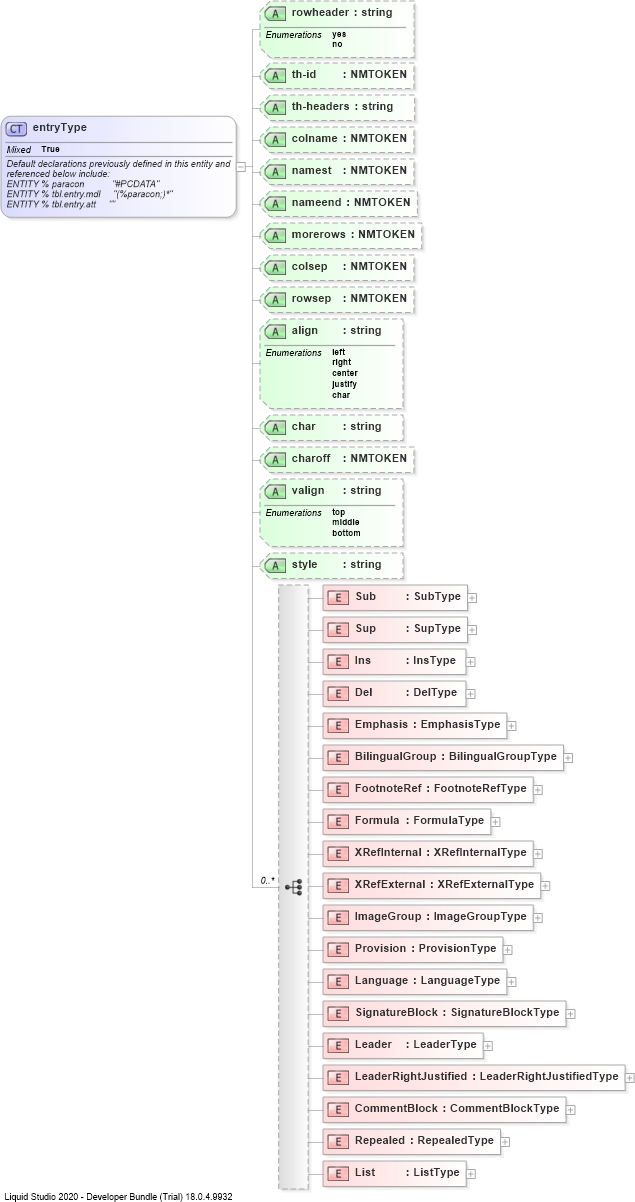 A rowheader : string
Enumerations yes
no
A th-id : NMTOKEN
A th-headers : string
CT entryType
Mixed True
Default declarations previously defined in this entity and
referenced below include:
ENTITY % paracon "#PCDATA"
ENTITY % tbl.entry.mdl "(%paracon;)*"
ENTITY % tbl.entry.att ""
A colname : NMTOKEN
A namest : NMTOKEN
A nameend : NMTOKEN
A morerows : NMTOKEN
A colsep : NMTOKEN
A rowsep : NMTOKEN
A align : string
Enumerations left
right
center
justify
char
A char : string
A charoff : NMTOKEN
A valign : string
Enumerations top
middle
bottom
A style : string
E Sub : SubType
E Sup : SupType
E Ins : InsType
E Del : DelType
E Emphasis : EmphasisType
E BilingualGroup : BilingualGroupType
E FootnoteRef : FootnoteRefType
E Formula : FormulaType
E XRefInternal : XRefInternalType
0..* E XRefExternal : XRefExternalType
E ImageGroup : ImageGroupType
E Provision : ProvisionType
E Language : LanguageType
E SignatureBlock : SignatureBlockType
E Leader : LeaderType
E LeaderRightJustified : LeaderRightJustifiedType
E CommentBlock : CommentBlockType
E Repealed : RepealedType
E List : ListType
Liquid Studio 2020 - Developer Bundle (Trial) 18.0.4.9932